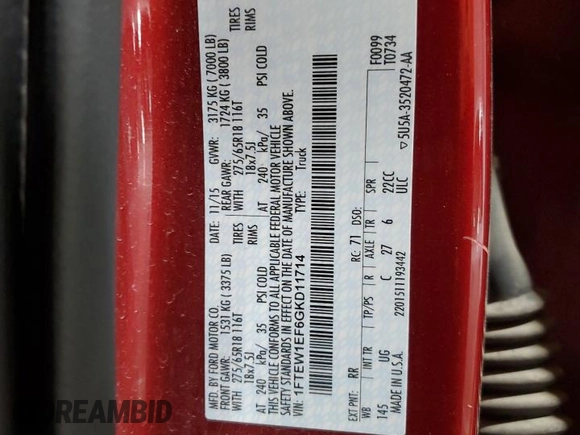 MFD. BY FORD MOTOR CO.
DATE: 11/15 GVWR: 3175 KG ( 7000 LB)
FRONT GAWR: 1531 KG ( 3375 LB) REAR GAWR: 1724 KG ( 3800 LB)
WITH 275/65R18 116T TIRES WITH 275/65R18 116T TIRES
18x7.5J RIMS 18x7.5J RIMS
AT 240 kPa/ 35 PSI COLD AT 240 kPa/ 35 PSI COLD
THIS VEHICLE CONFORMS TO ALL APPLICABLE FEDERAL MOTOR VEHICLE
SAFETY STANDARDS IN EFFECT ON THE DATE OF MANUFACTURE SHOWN ABOVE.
VIN: 1FTEW1EF6GKD11714 TYPE: Truck
EXT PNT: RR RC: 71 DSO: F0099
T0734
WB INT TR TP/PS R AXLE TR SPR
145 UG C 27 6 22CC
ULC
2201511193442
MADE IN U.S.A. ▽5U5A-3520472-AA
DREAMBID